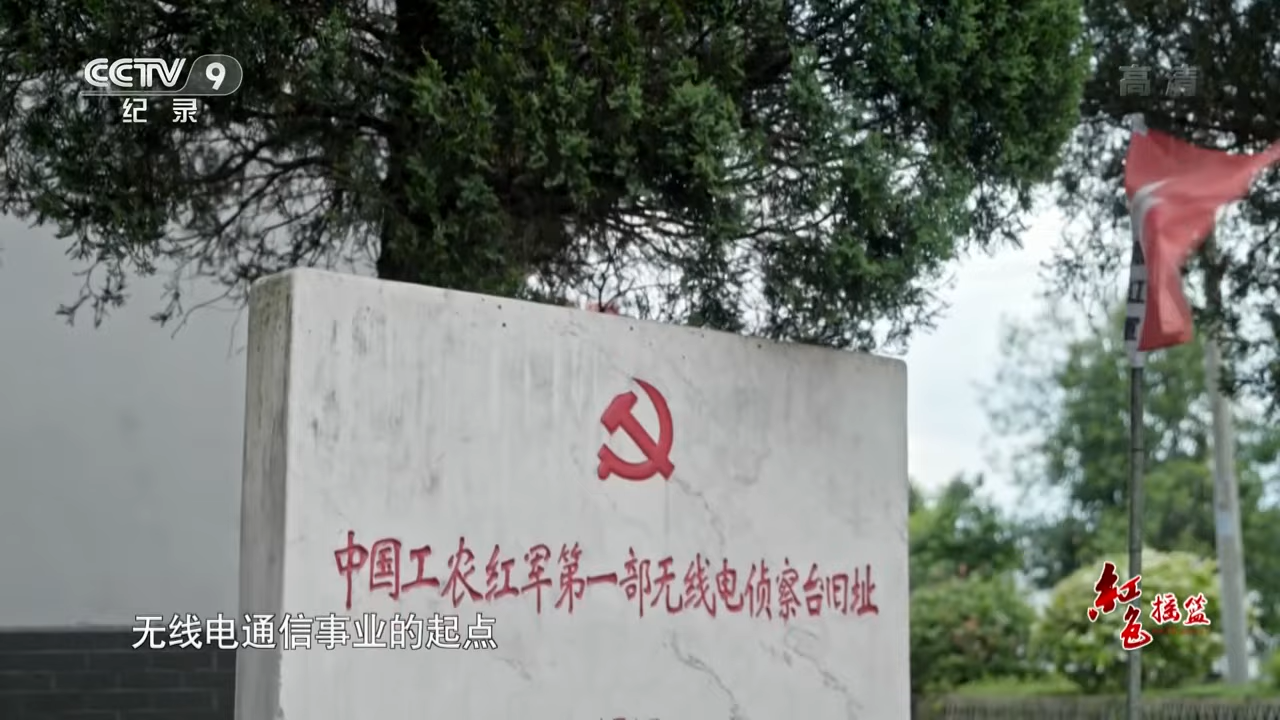 CCTV 9
纪录
高清
中国工农红军第一部无线电侦察台旧址
无线电通信事业的起点
红色摇篮